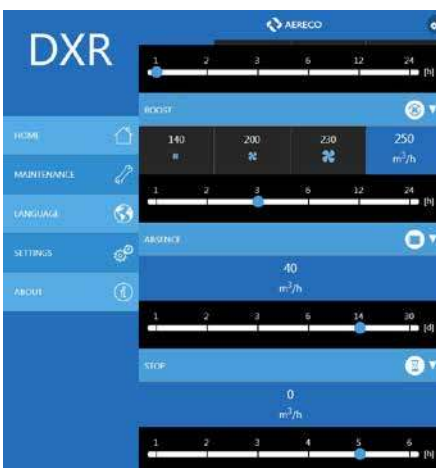 AERECO
DXR
1 2 3 6 12 24 [h]
BOOST
140 200 230 250
m³/h
1 2 3 6 12 24 [h]
HOME
MAINTENANCE
LANGUAGE
SETTINGS
ABOUT
ABSENCE
40
m³/h
1 2 3 6 14 30 [d]
STOP
0
m³/h
1 2 3 4 5 6 [h]